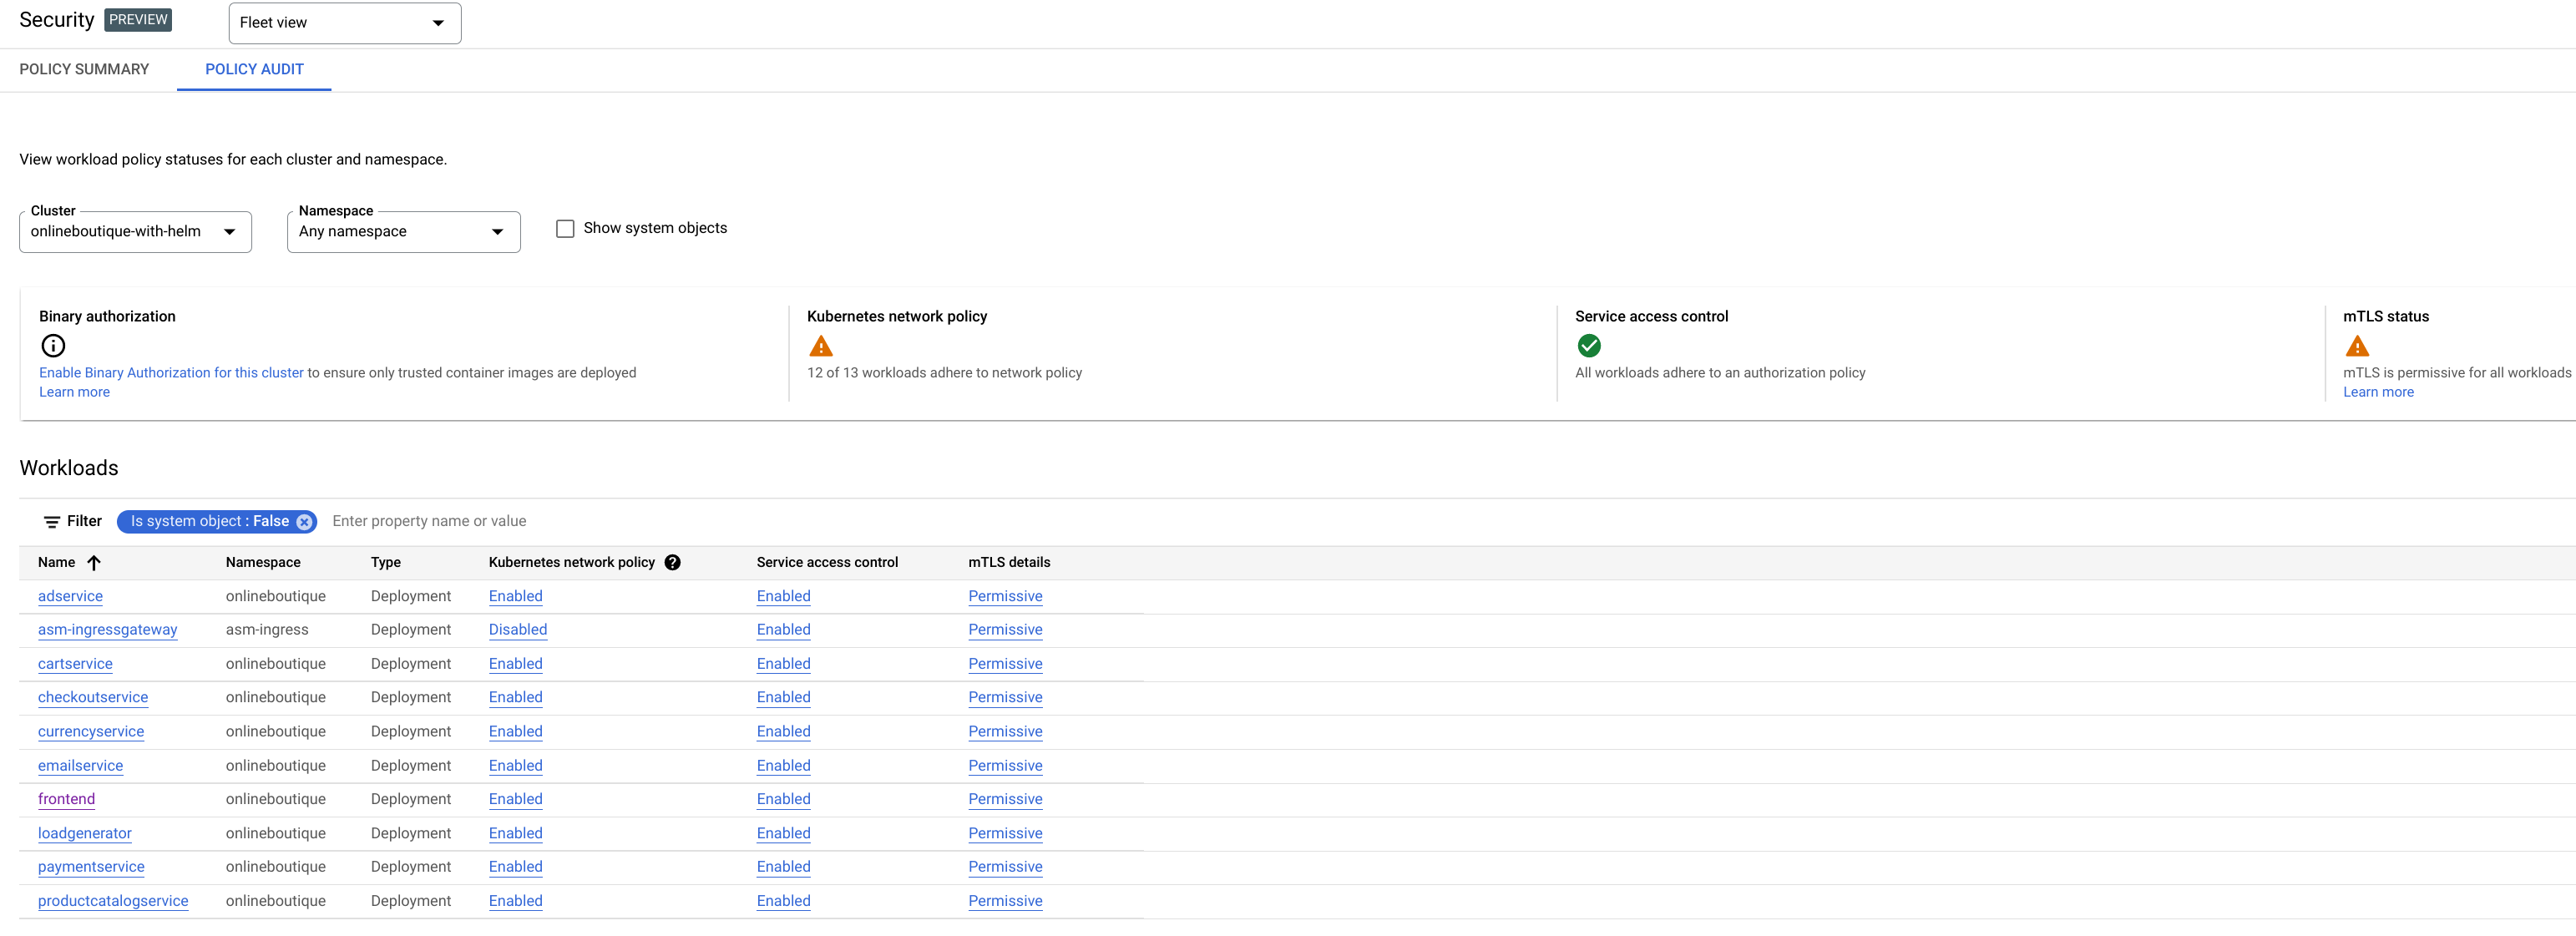 Security PREVIEW Fleet view
POLICY SUMMARY POLICY AUDIT
View workload policy statuses for each cluster and namespace.
Cluster Namespace
onlineboutique-with-helm Any namespace Show system objects
Binary authorization Kubernetes network policy Service access control mTLS status
Enable Binary Authorization for this cluster to ensure only trusted container images are deployed 12 of 13 workloads adhere to network policy All workloads adhere to an authorization policy mTLS is permissive for all workloads
Learn more Learn more
Workloads
Filter Is system object : False Enter property name or value
Name Namespace Type Kubernetes network policy Service access control mTLS details
adservice onlineboutique Deployment Enabled Enabled Permissive
asm-ingressgateway asm-ingress Deployment Disabled Enabled Permissive
cartservice onlineboutique Deployment Enabled Enabled Permissive
checkoutservice onlineboutique Deployment Enabled Enabled Permissive
currencyservice onlineboutique Deployment Enabled Enabled Permissive
emailservice onlineboutique Deployment Enabled Enabled Permissive
frontend onlineboutique Deployment Enabled Enabled Permissive
loadgenerator onlineboutique Deployment Enabled Enabled Permissive
paymentservice onlineboutique Deployment Enabled Enabled Permissive
productcatalogservice onlineboutique Deployment Enabled Enabled Permissive